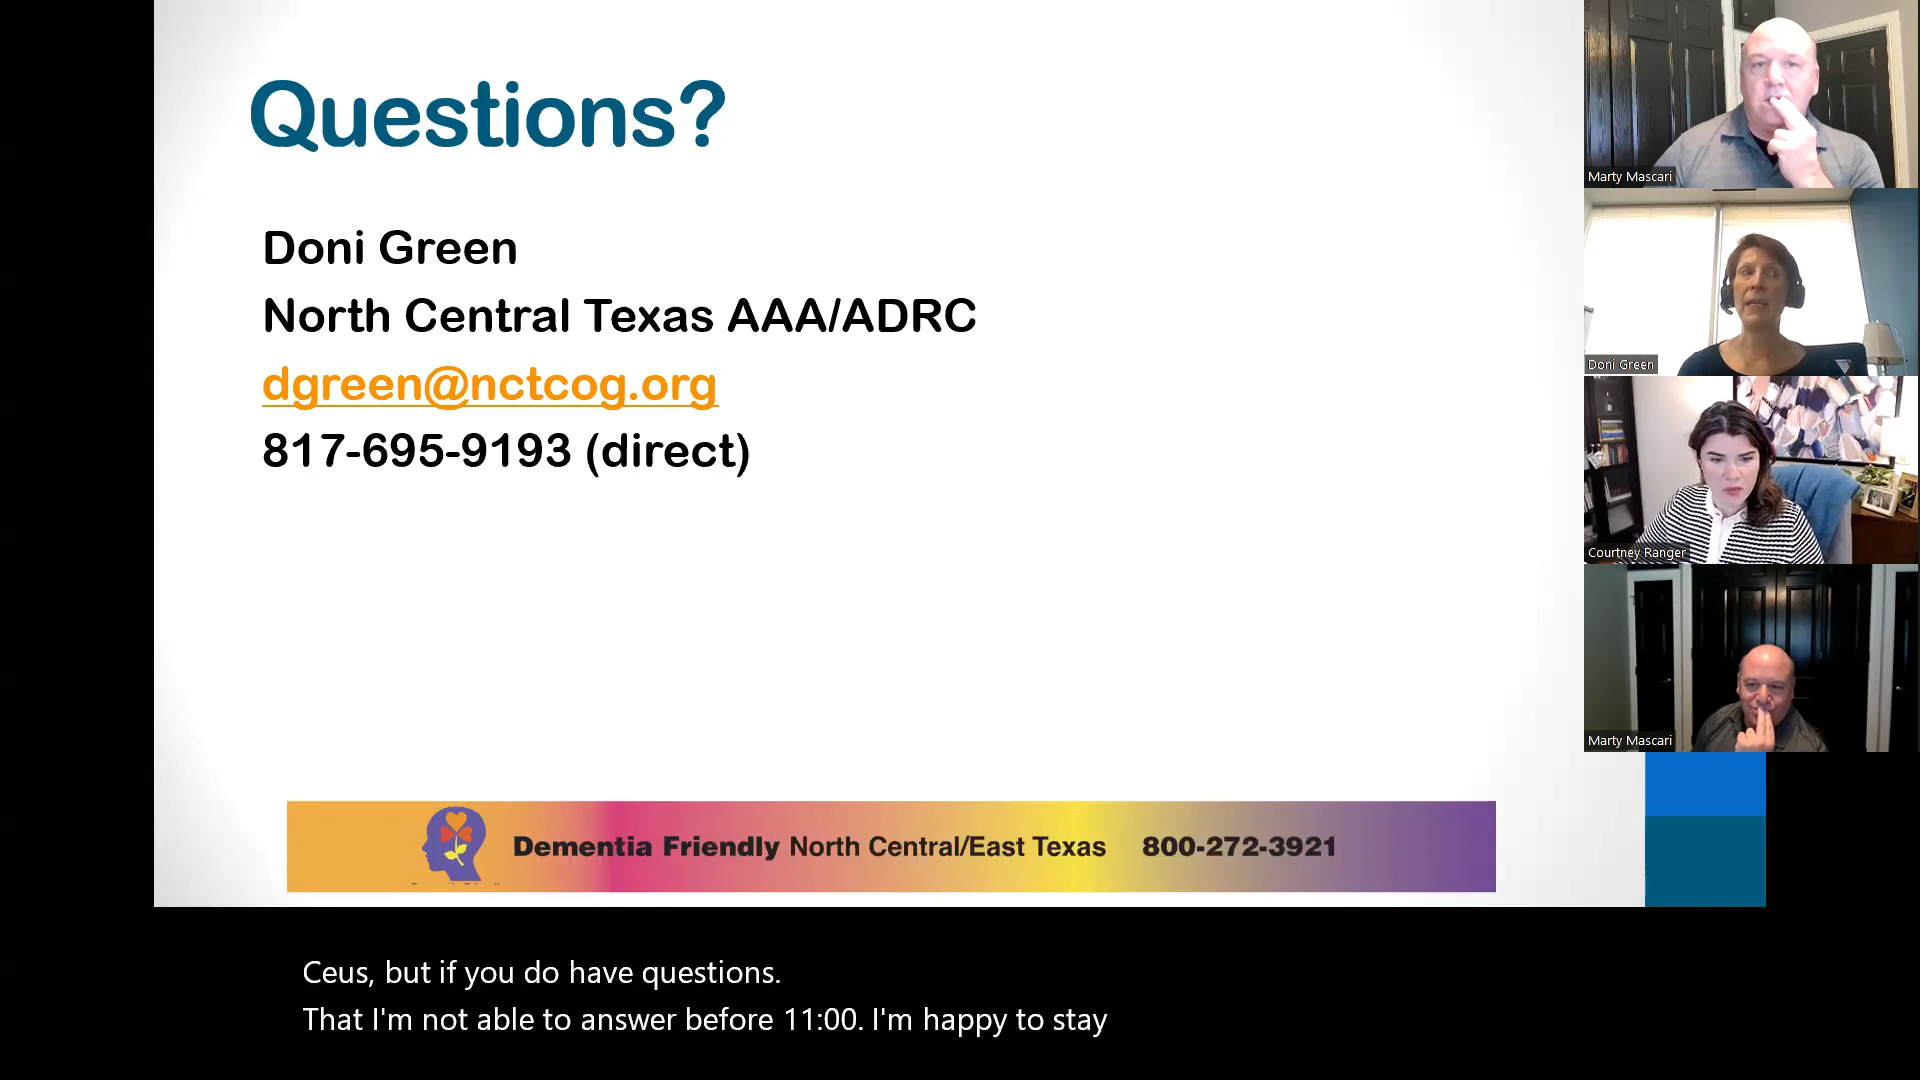 Questions?
Doni Green
North Central Texas AAA/ADRC
dgreen@nctcog.org
817-695-9193 (direct)
Dementia Friendly North Central/East Texas 800-272-3921
Marty Mascari
Doni Green
Courtney Ranger
Marty Mascari
Ceus, but if you do have questions.
That I'm not able to answer before 11:00. I'm happy to stay